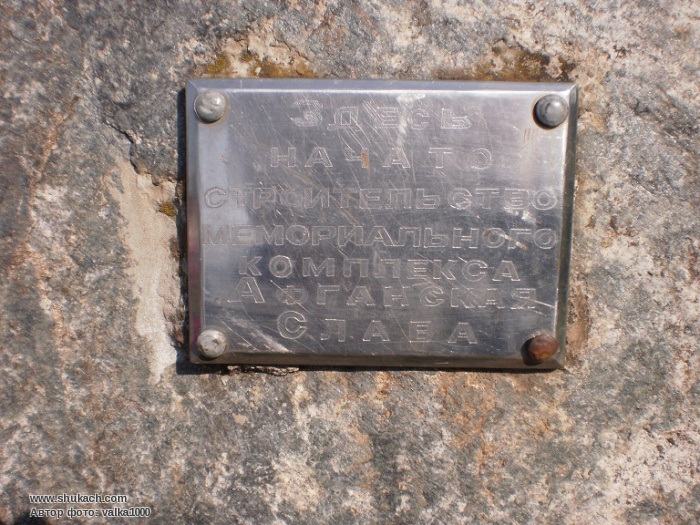 Здесь
НАЧАТО
СТРОИТЕЛЬСТВО
МЕМОРИАЛЬНОГО
КОМПЛЕКСА
Афганская
Слава
www.shukach.com
Автор фото: valka1000